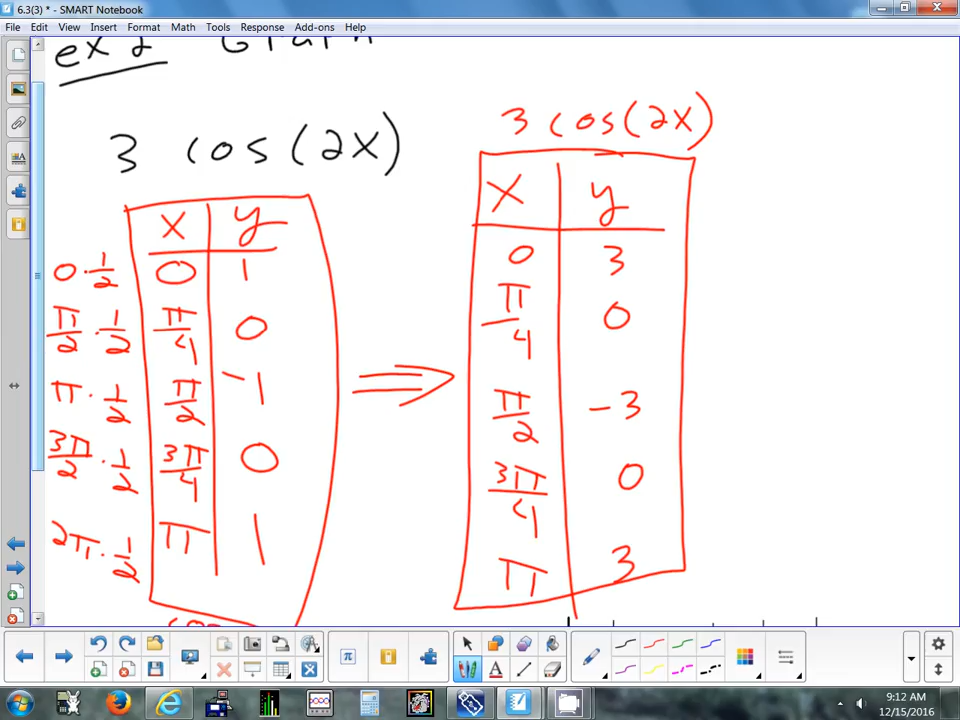 6.3(3) * - SMART Notebook
File Edit View Insert Format Math Tools Response Add-ons Help
ex 2 Graph
3 cos(2x)
3 cos(2x)
x y
0·1/2 0 1
π/2·1/2 π/4 0
π·1/2 π/2 -1
3π/2·1/2 3π/4 0
2π·1/2 π 1
⇒
x y
0 3
π/4 0
π/2 -3
3π/4 0
π 3
9:12 AM
12/15/2016